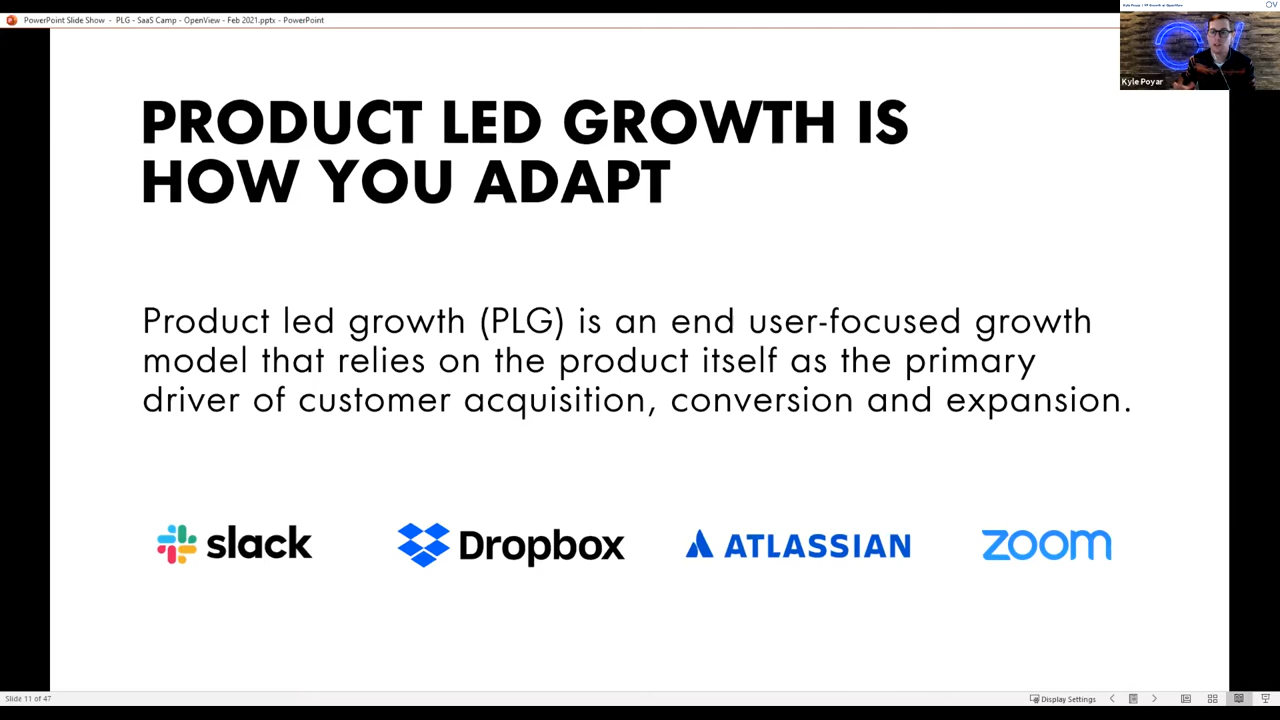 PowerPoint Slide Show - PLG - SaaS Camp - OpenView - Feb 2021.pptx - PowerPoint
Kyle Poyar
PRODUCT LED GROWTH IS
HOW YOU ADAPT
Product led growth (PLG) is an end user-focused growth
model that relies on the product itself as the primary
driver of customer acquisition, conversion and expansion.
slack
Dropbox
ATLASSIAN
zoom
Slide 11 of 47
Display Settings